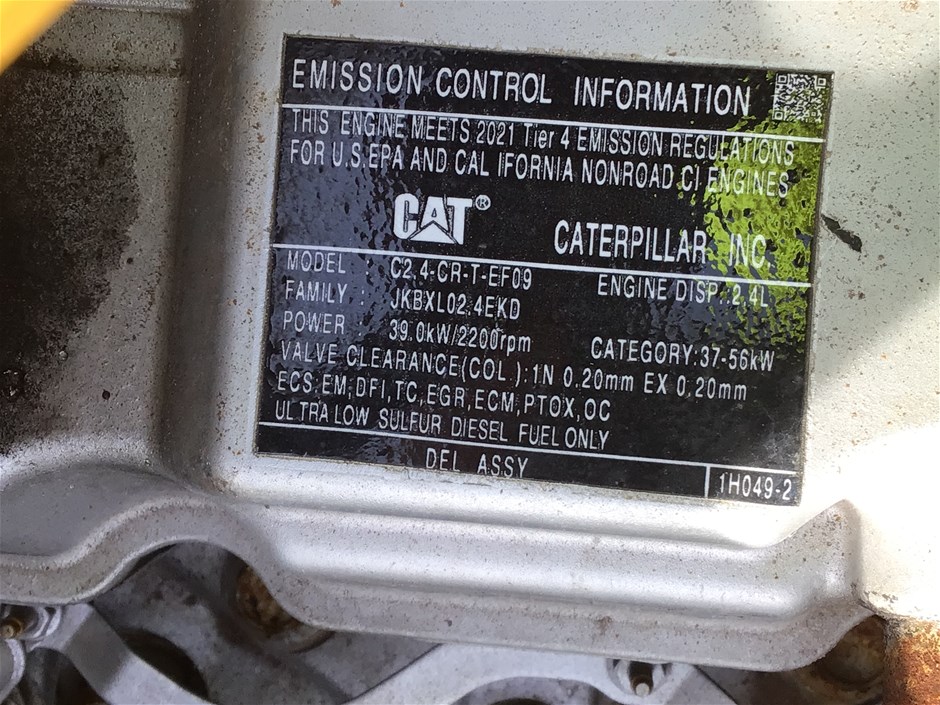 EMISSION CONTROL INFORMATION
THIS ENGINE MEETS 2021 Tier 4 EMISSION REGULATIONS
FOR U.S.EPA AND CAL IFORNIA NONROAD CI ENGINES
CAT® CATERPILLAR INC.
MODEL : C2.4-CR-T-EF09 ENGINE DISP.:2.4L
FAMILY : JKBXL02.4EKD
POWER : 39.0kW/2200rpm CATEGORY:37-56kW
VALVE CLEARANCE(COL ):1N 0.20mm EX 0.20mm
ECS:EM,DFI,TC,EGR,ECM,PTOX,OC
ULTRA LOW SULFUR DIESEL FUEL ONLY
DEL ASSY 1H049-2